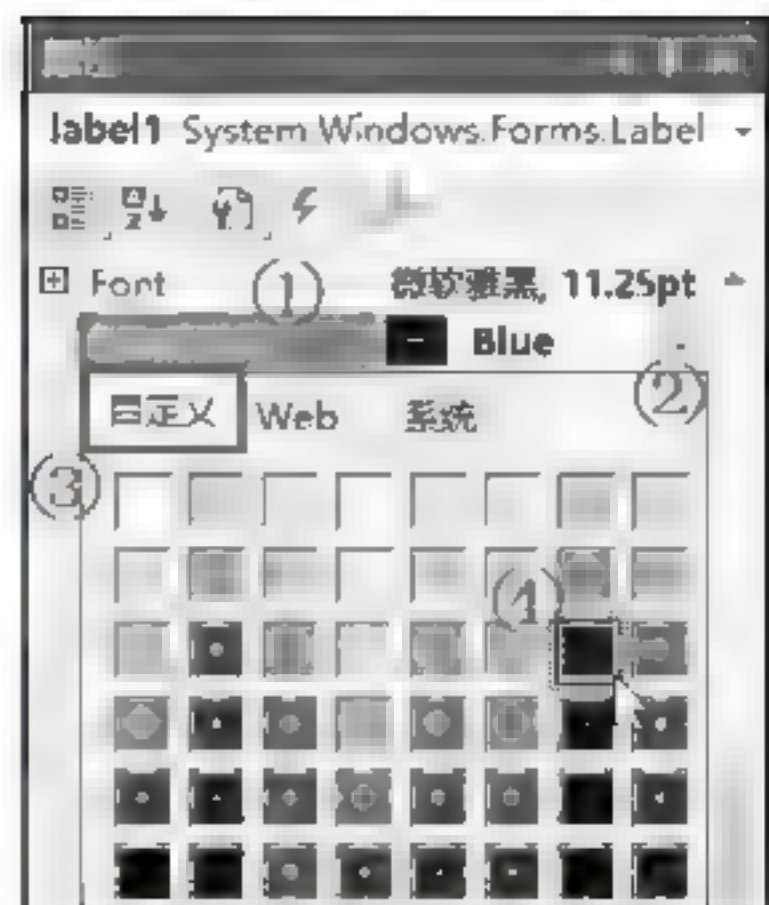 label1 System.Windows.Forms.Label
Font (1) 微软雅黑, 11.25pt
Blue
(2)
自定义 Web 系统
(3)
(4)